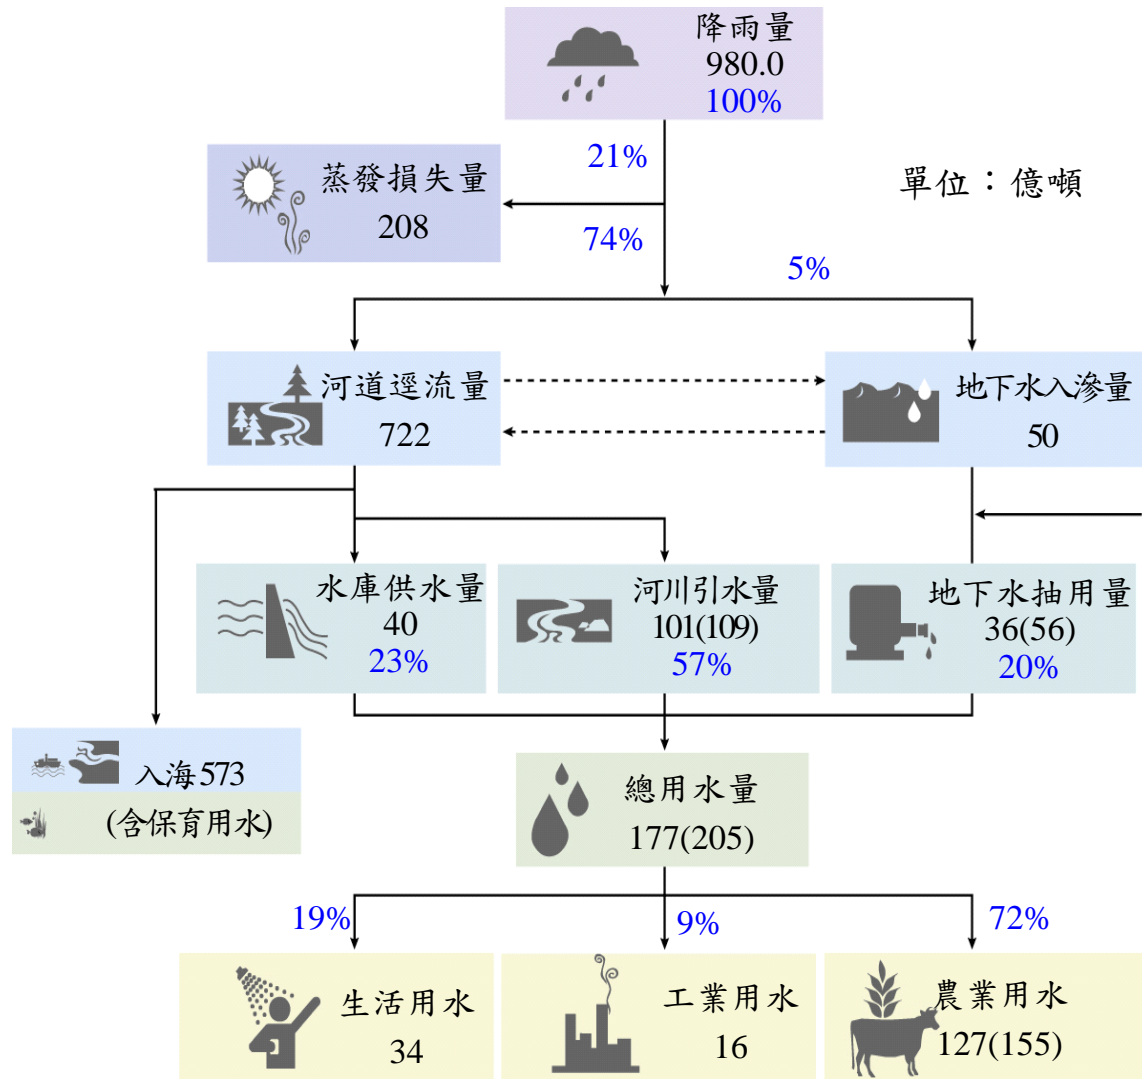 降雨量
980.0
100%
21%
蒸發損失量
208
單位：億噸
74%
5%
河道逕流量
722
地下水入滲量
50
水庫供水量
40
23%
河川引水量
101(109)
57%
地下水抽用量
36(56)
20%
入海573
(含保育用水)
總用水量
177(205)
19%
9%
72%
生活用水
34
工業用水
16
農業用水
127(155)